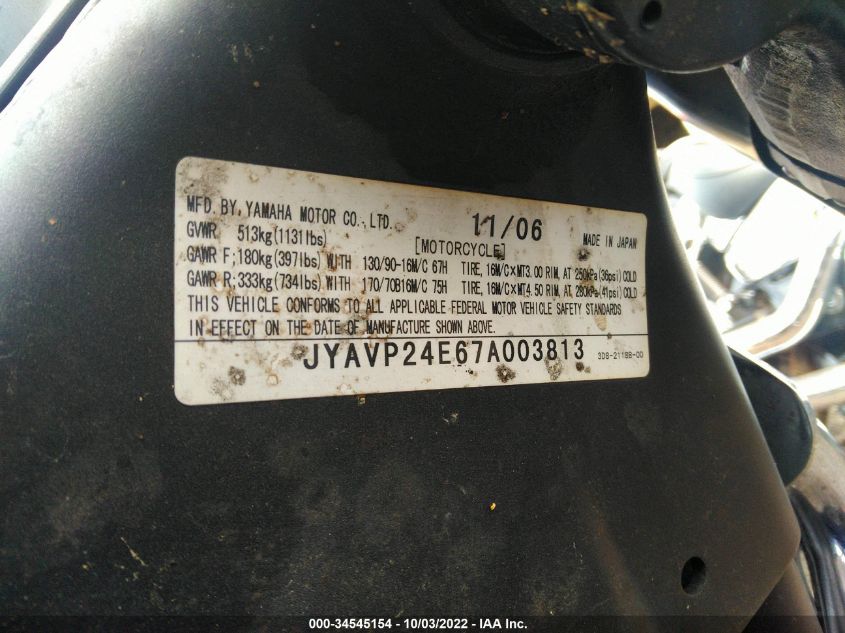 MFD. BY. YAMAHA MOTOR CO., LTD. 11/06
GVWR 513kg(1131lbs) [MOTORCYCLE] MADE IN JAPAN
GAWR F;180kg(397lbs) WITH 130/90-16M/C 67H TIRE, 16M/C×MT3.00 RIM, AT 250kPa(36psi) COLD
GAWR R;333kg(734lbs) WITH 170/70B16M/C 75H TIRE, 16M/C×MT4.50 RIM, AT 280kPa(41psi) COLD
THIS VEHICLE CONFORMS TO ALL APPLICABLE FEDERAL MOTOR VEHICLE SAFETY STANDARDS
IN EFFECT ON THE DATE OF MANUFACTURE SHOWN ABOVE.
JYAVP24E67A003813 3D8-2118B-00
000-34545154 - 10/03/2022 - IAA Inc.